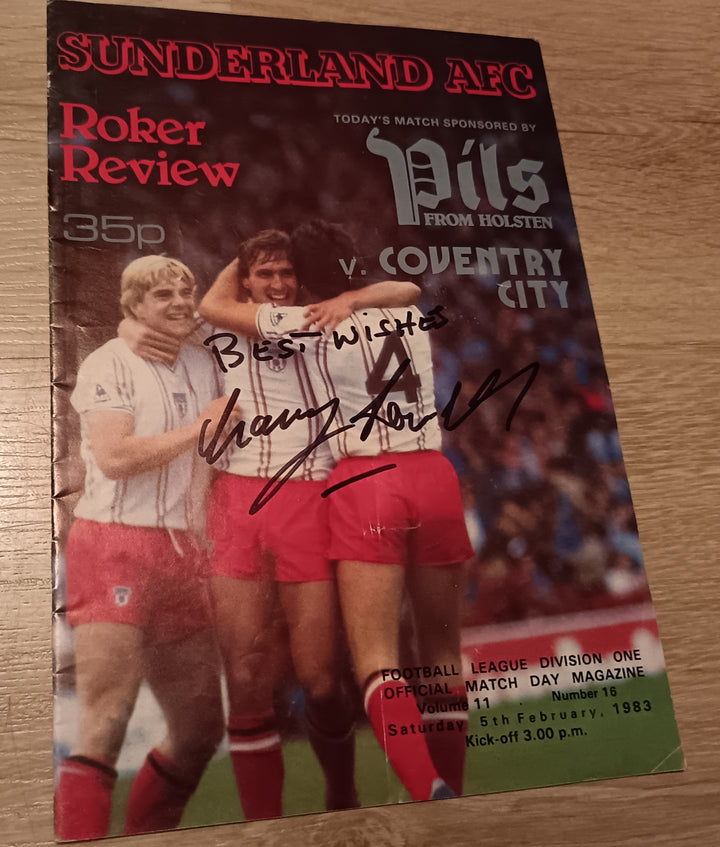 SUNDERLAND AFC
Roker
Review
35p
TODAY'S MATCH SPONSORED BY
Pils
FROM HOLSTEN
v. COVENTRY
CITY
BEST WISHES
4
FOOTBALL LEAGUE DIVISION ONE
OFFICIAL MATCH DAY MAGAZINE
Volume 11 . Number 16
Saturday 5th February, 1983
Kick-off 3.00 p.m.